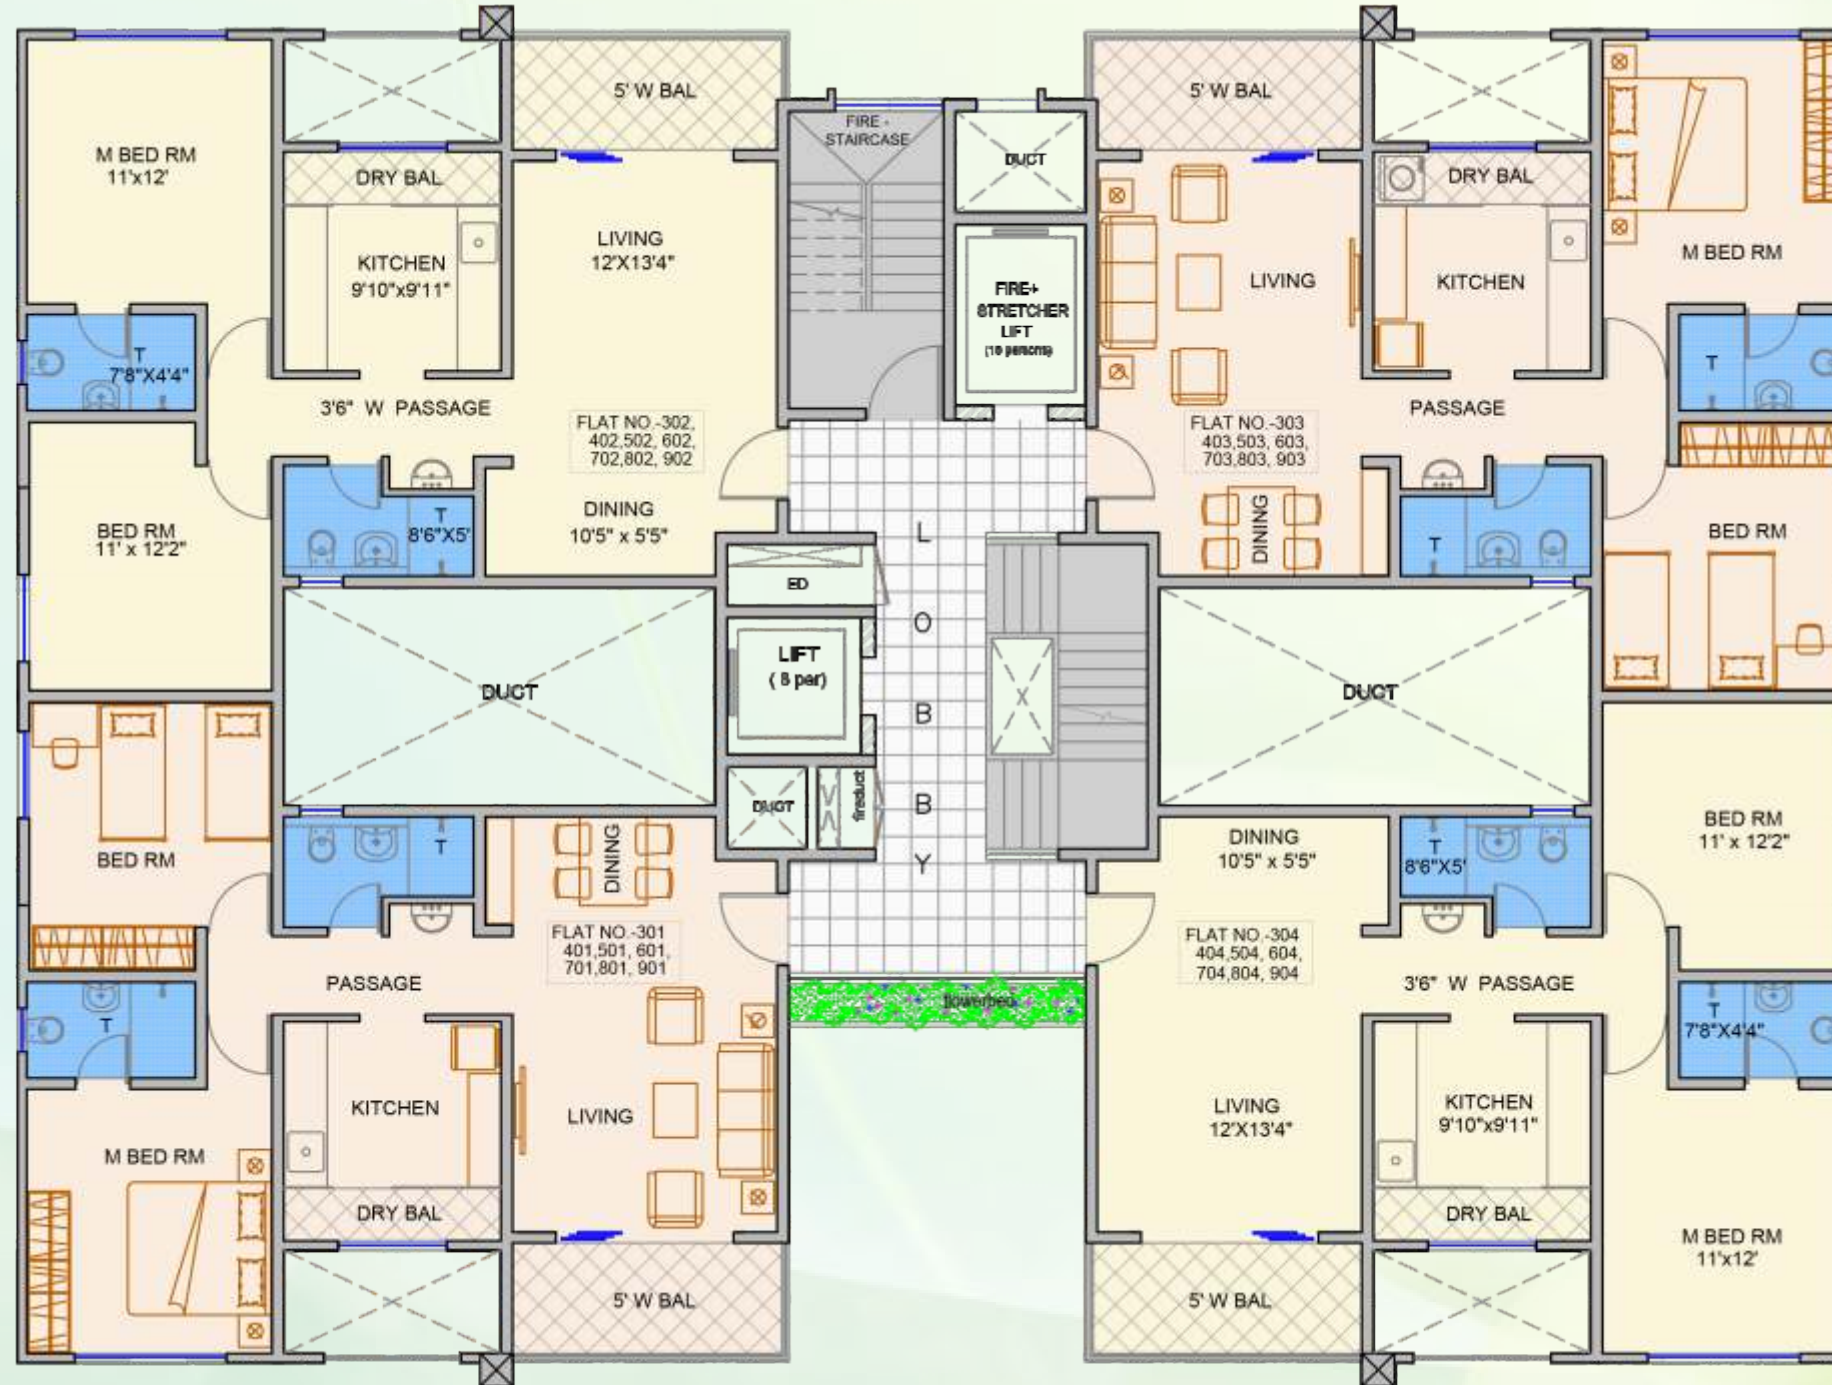 M BED RM
11'x12'
DRY BAL
KITCHEN
9'10"x9'11"
5' W BAL
LIVING
12'X13'4"
T
7'8"X4'4"
3'6" W PASSAGE
FLAT NO.-302,
402,502, 602,
702,802, 902
BED RM
11' x 12'2"
T
8'6"X5'
DINING
10'5" x 5'5"
FIRE -
STAIRCASE
DUCT
FIRE+
STRETCHER
LIFT
5' W BAL
LIVING
DRY BAL
KITCHEN
M BED RM
T
PASSAGE
FLAT NO.-303
403,503, 603,
703,803, 903
DINING
T
BED RM
ED
LIFT
( 8 per)
DUCT
fireduct
LOBBY
DUCT
DUCT
BED RM
T
DINING
FLAT NO.-301
401,501, 601,
701,801, 901
PASSAGE
T
KITCHEN
LIVING
M BED RM
DRY BAL
5' W BAL
flowerbed
DINING
10'5" x 5'5"
T
8'6"X5'
BED RM
11' x 12'2"
FLAT NO.-304
404,504, 604,
704,804, 904
3'6" W PASSAGE
T
7'8"X4'4"
LIVING
12'X13'4"
KITCHEN
9'10"x9'11"
DRY BAL
M BED RM
11'x12'
5' W BAL